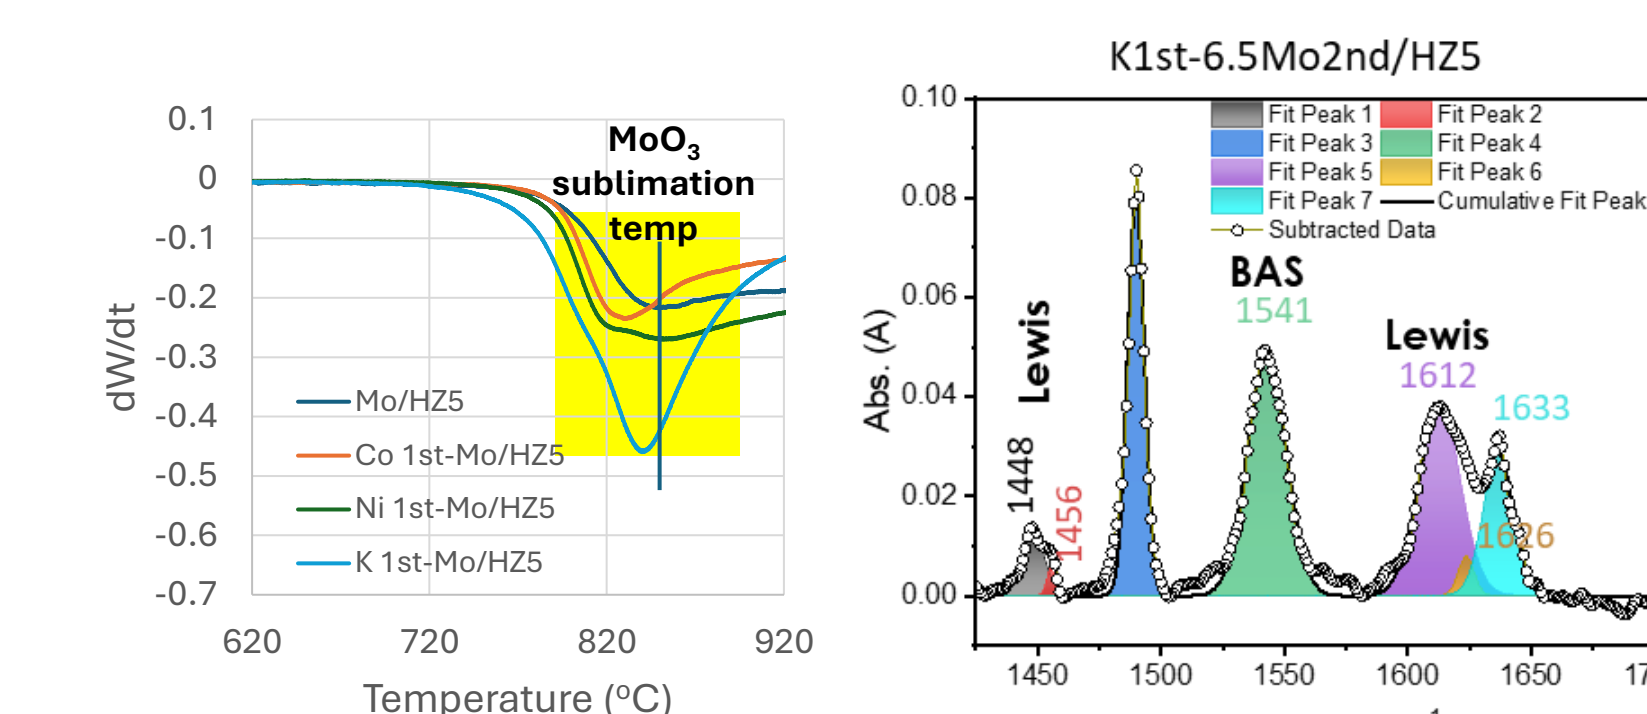 0.1
0
-0.1
-0.2
-0.3
-0.4
-0.5
-0.6
-0.7
dW/dt
MoO₃
sublimation
temp
Mo/HZ5
Co 1st-Mo/HZ5
Ni 1st-Mo/HZ5
K 1st-Mo/HZ5
620 720 820 920
Temperature (ºC)
K1st-6.5Mo2nd/HZ5
0.10
0.08
0.06
0.04
0.02
0.00
Abs. (A)
Fit Peak 1 Fit Peak 2
Fit Peak 3 Fit Peak 4
Fit Peak 5 Fit Peak 6
Fit Peak 7 Cumulative Fit Peak
Subtracted Data
Lewis
1448
1456
BAS
1541
Lewis
1612
1633
1626
1450 1500 1550 1600 1650